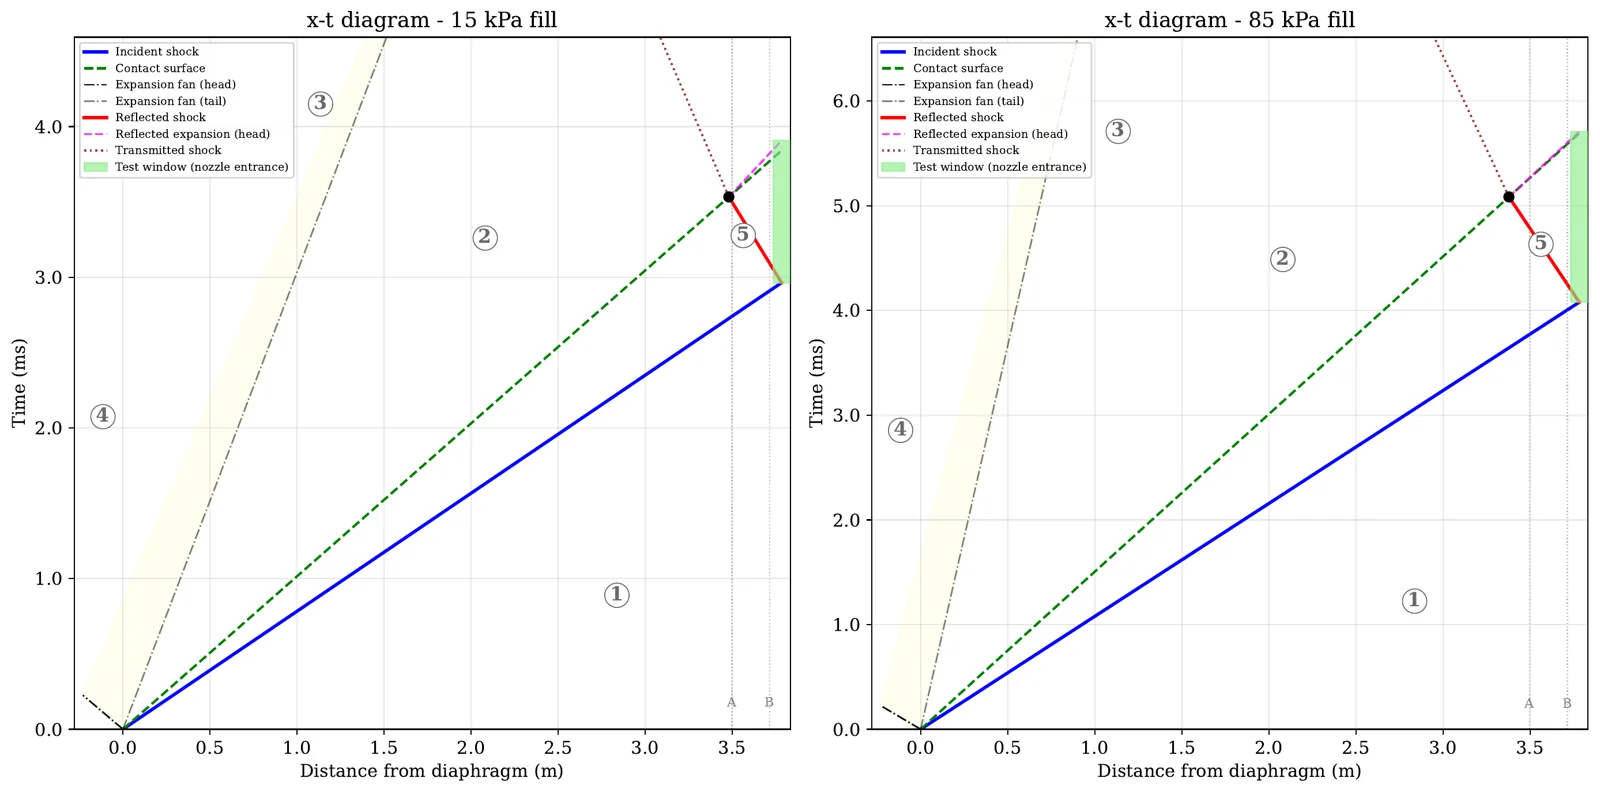 x-t diagram - 15 kPa fill
Incident shock
Contact surface
Expansion fan (head)
Expansion fan (tail)
Reflected shock
Reflected expansion (head)
Transmitted shock
Test window (nozzle entrance)
4.0
3.0
2.0
1.0
0.0
Time (ms)
3
2
5
4
1
A B
0.0 0.5 1.0 1.5 2.0 2.5 3.0 3.5
Distance from diaphragm (m)
x-t diagram - 85 kPa fill
Incident shock
Contact surface
Expansion fan (head)
Expansion fan (tail)
Reflected shock
Reflected expansion (head)
Transmitted shock
Test window (nozzle entrance)
6.0
5.0
4.0
3.0
2.0
1.0
0.0
Time (ms)
3
5
2
4
1
A B
0.0 0.5 1.0 1.5 2.0 2.5 3.0 3.5
Distance from diaphragm (m)